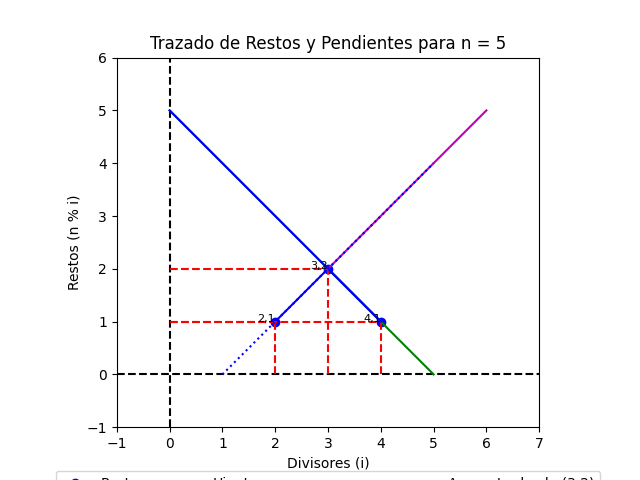 Trazado de Restos y Pendientes para n = 5
6
5
4
3
2
1
0
−1
Restos (n % i)
3,2
2,1
4,1
−1 0 1 2 3 4 5 6 7
Divisores (i)